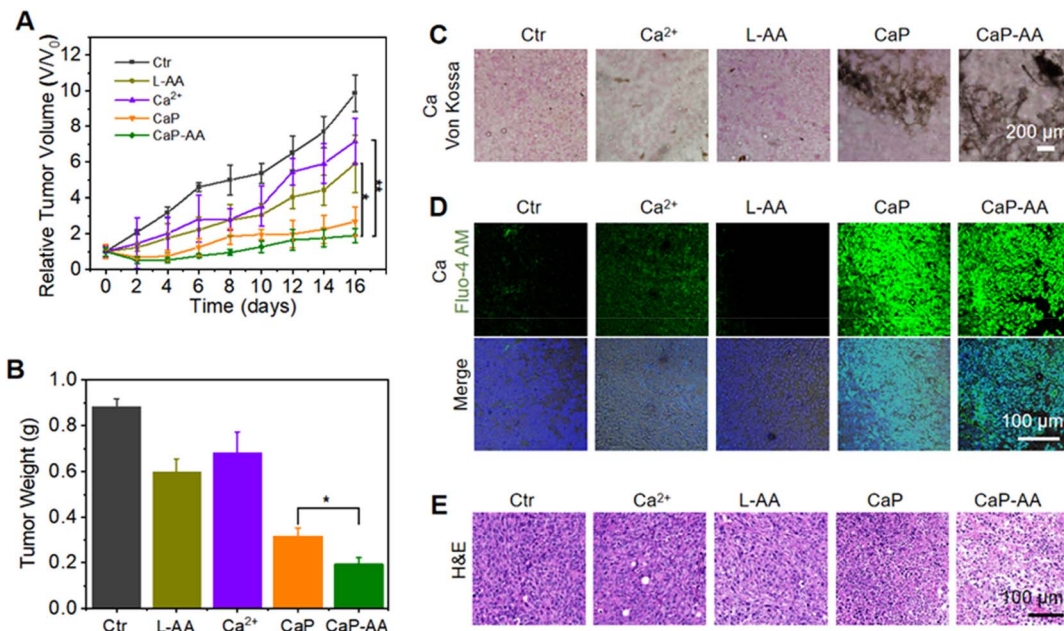 A
Relative Tumor Volume (V/V₀)
12
10
8
6
4
2
0
Ctr
L-AA
Ca²⁺
CaP
CaP-AA
*
**
0 2 4 6 8 10 12 14 16
Time (days)
B
Tumor Weight (g)
1.0
0.8
0.6
0.4
0.2
0.0
*
Ctr L-AA Ca²⁺ CaP CaP-AA
C
Ctr Ca²⁺ L-AA CaP CaP-AA
Ca
Von Kossa
200 μm
D
Ctr Ca²⁺ L-AA CaP CaP-AA
Ca
Fluo-4 AM
Merge
100 μm
E
Ctr Ca²⁺ L-AA CaP CaP-AA
H&E
100 μm